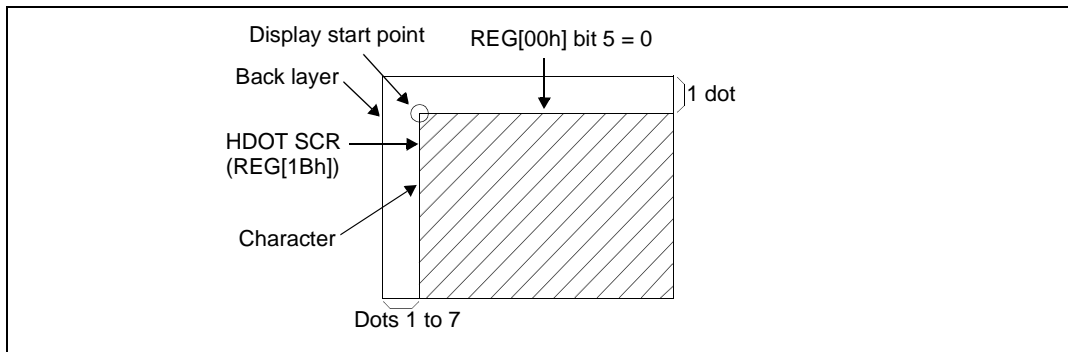 Display start point
REG[00h] bit 5 = 0
Back layer
1 dot
HDOT SCR
(REG[1Bh])
Character
Dots 1 to 7